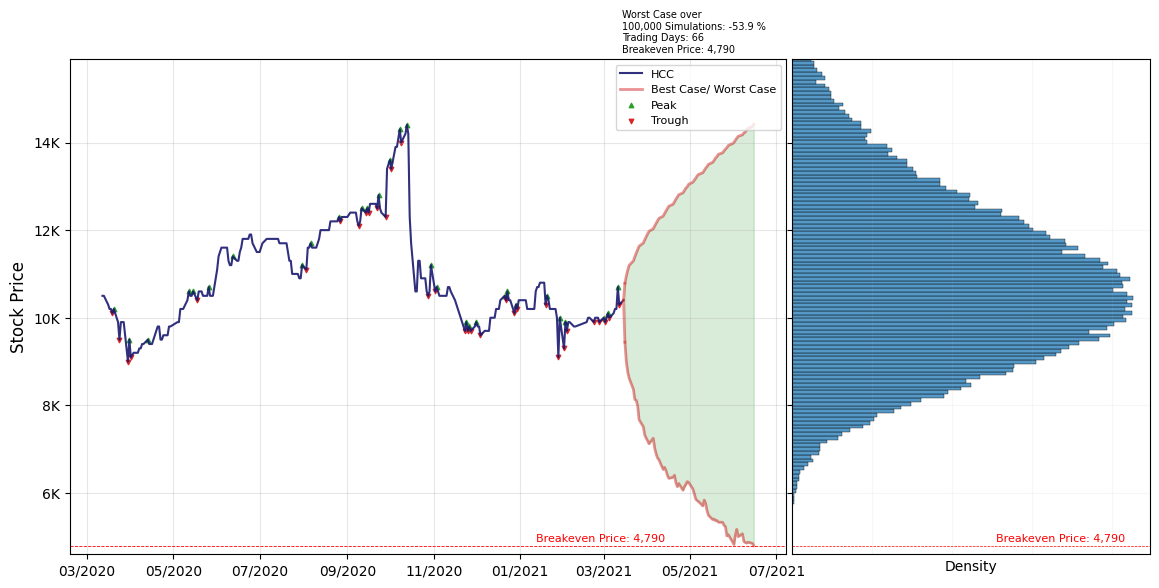 Worst Case over
100,000 Simulations: -53.9 %
Trading Days: 66
Breakeven Price: 4,790
HCC
Best Case/ Worst Case
Peak
Trough
Stock Price
14K
12K
10K
8K
6K
Breakeven Price: 4,790
Breakeven Price: 4,790
03/2020
05/2020
07/2020
09/2020
11/2020
01/2021
03/2021
05/2021
07/2021
Density